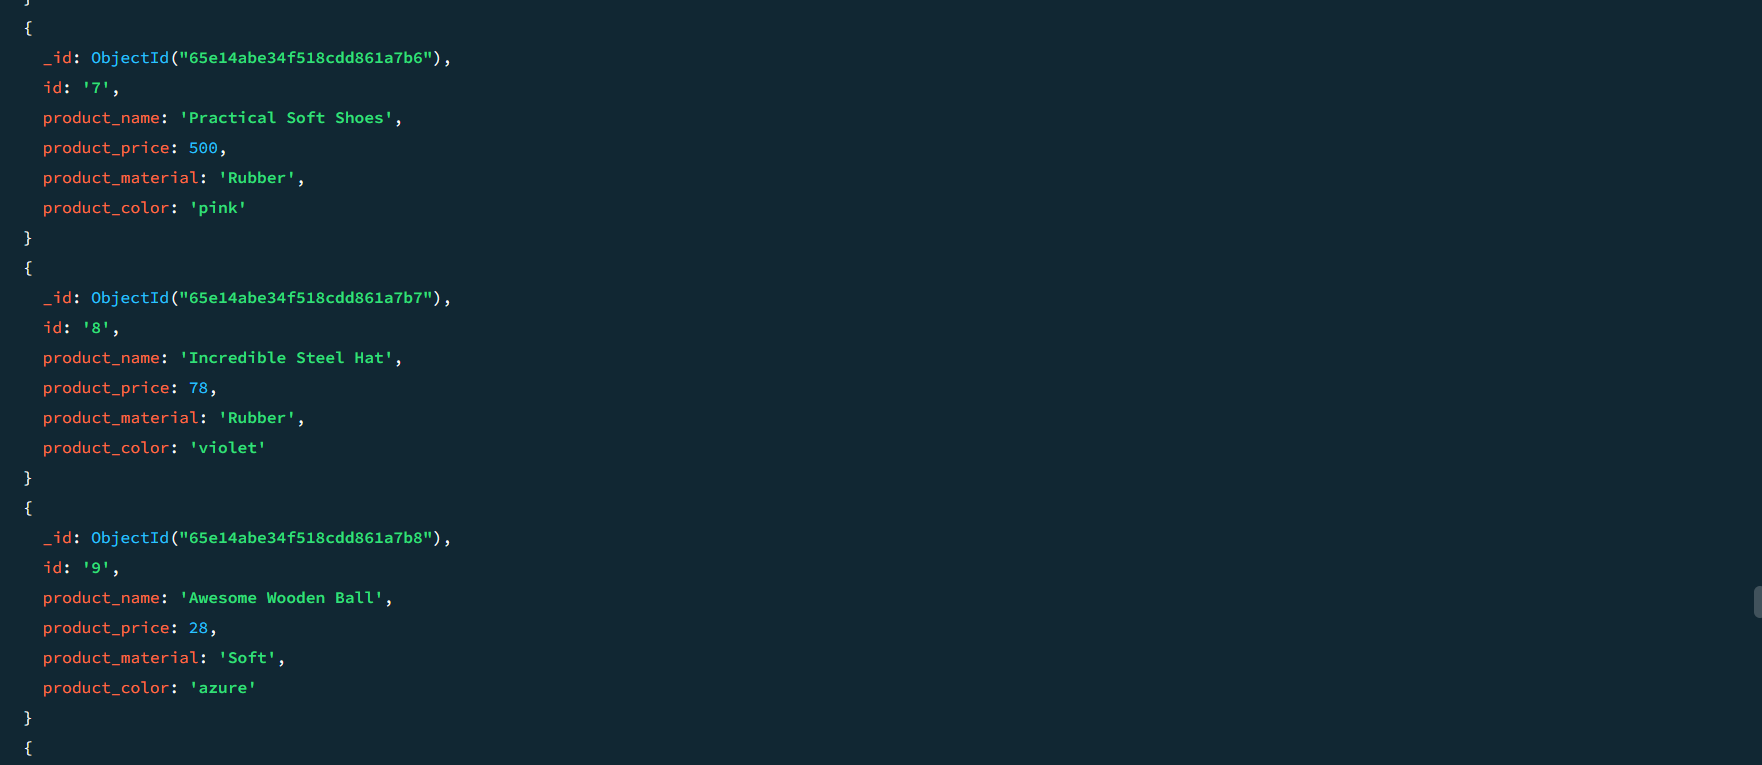 }
{
  _id: ObjectId("65e14abe34f518cdd861a7b6"),
  id: '7',
  product_name: 'Practical Soft Shoes',
  product_price: 500,
  product_material: 'Rubber',
  product_color: 'pink'
}
{
  _id: ObjectId("65e14abe34f518cdd861a7b7"),
  id: '8',
  product_name: 'Incredible Steel Hat',
  product_price: 78,
  product_material: 'Rubber',
  product_color: 'violet'
}
{
  _id: ObjectId("65e14abe34f518cdd861a7b8"),
  id: '9',
  product_name: 'Awesome Wooden Ball',
  product_price: 28,
  product_material: 'Soft',
  product_color: 'azure'
}
{